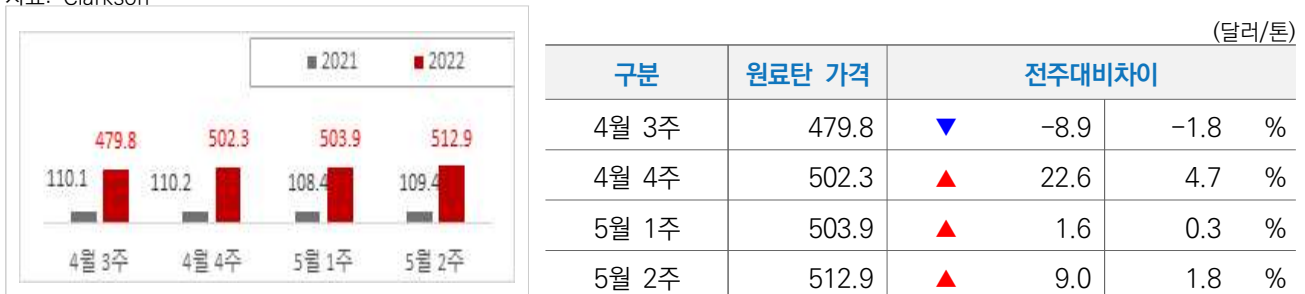 자료: Clarkson
■ 2021 ■ 2022
479.8 502.3 503.9 512.9
110.1 110.2 108.4 109.4
4월 3주 4월 4주 5월 1주 5월 2주
(달러/톤)
구분 원료탄 가격 전주대비차이
4월 3주 479.8 ▼ -8.9 -1.8 %
4월 4주 502.3 ▲ 22.6 4.7 %
5월 1주 503.9 ▲ 1.6 0.3 %
5월 2주 512.9 ▲ 9.0 1.8 %